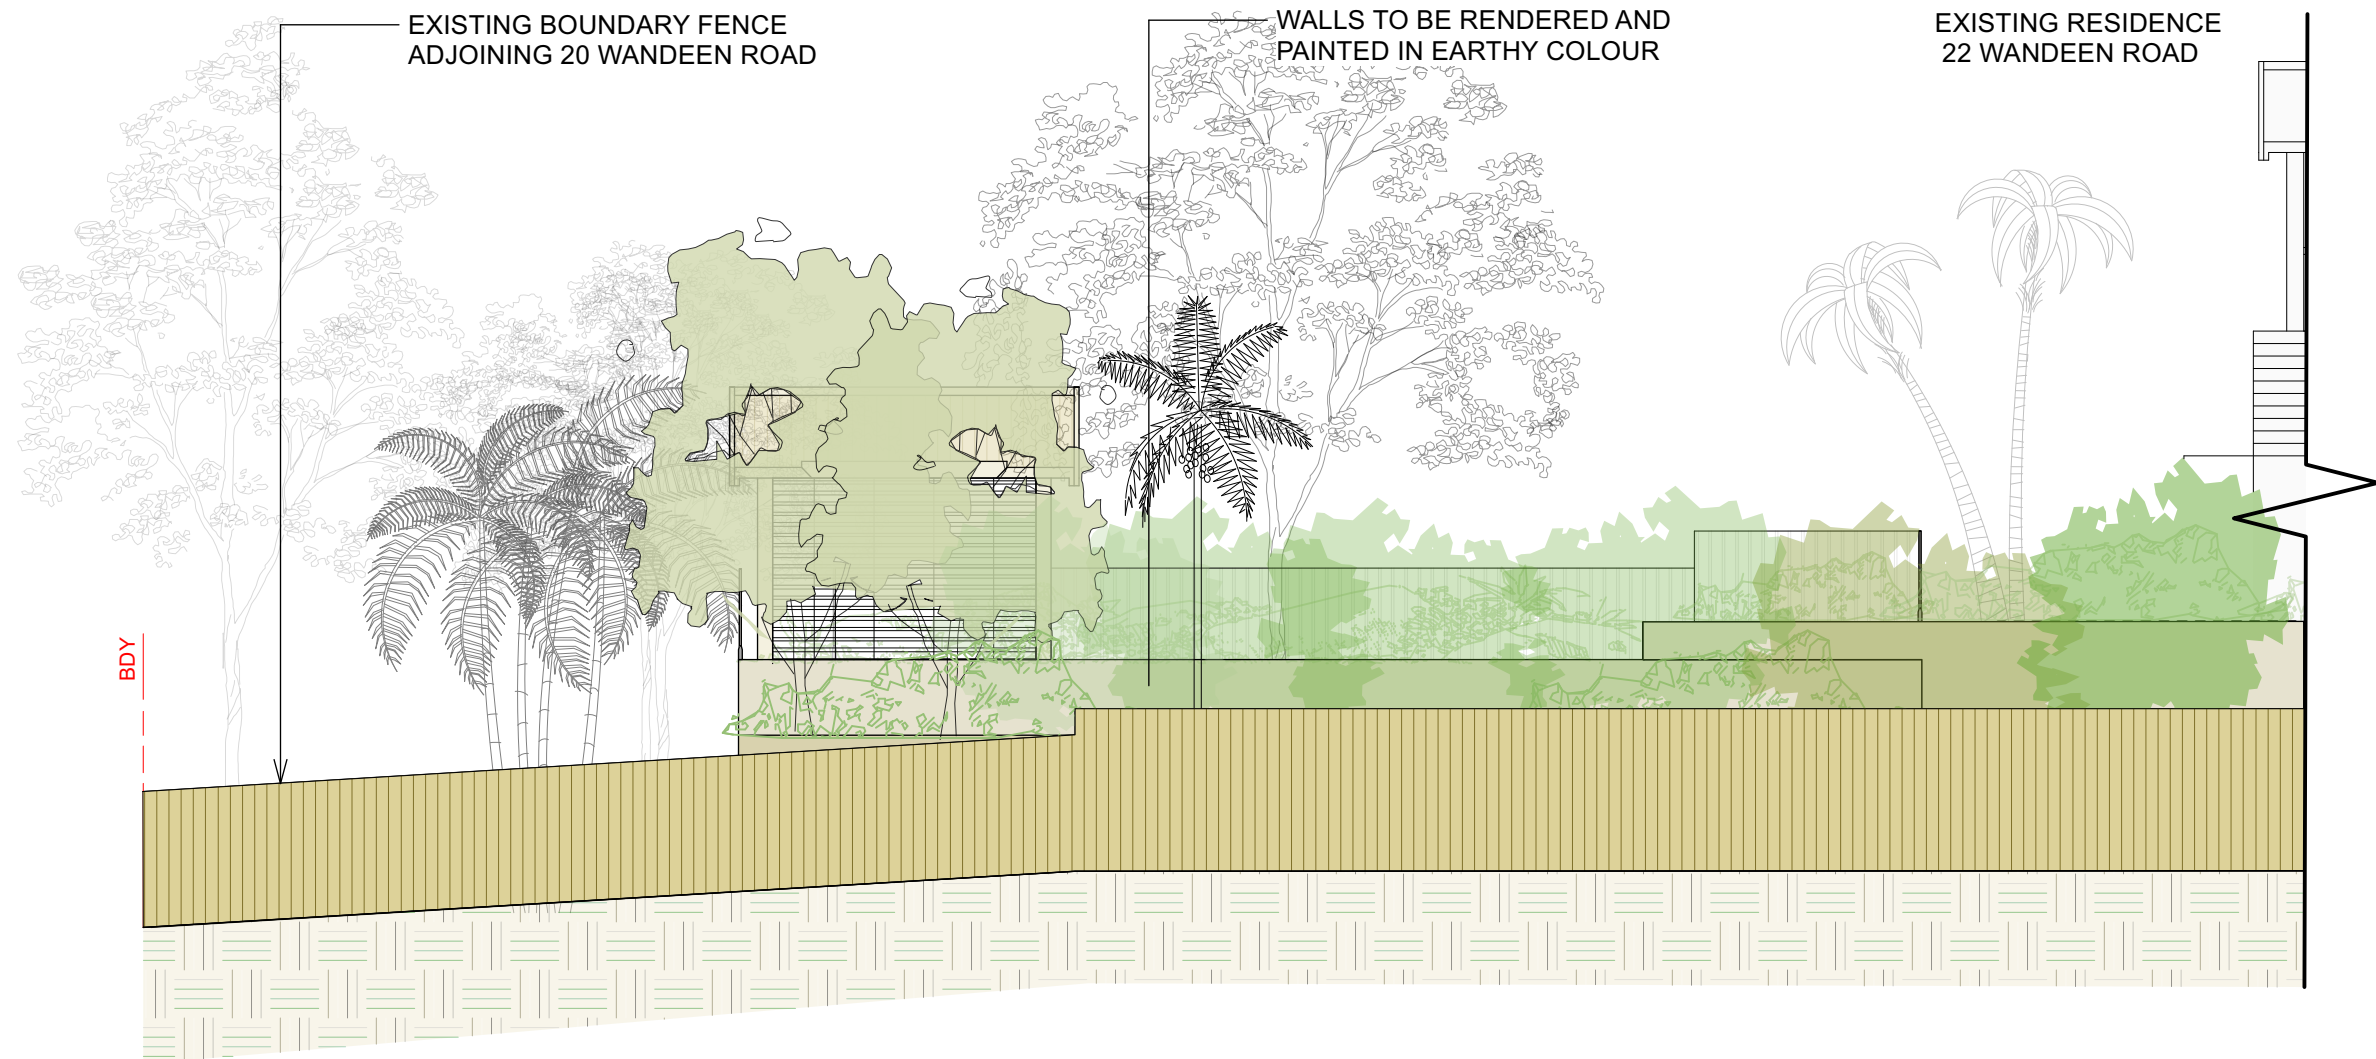 EXISTING BOUNDARY FENCE
ADJOINING 20 WANDEEN ROAD
WALLS TO BE RENDERED AND
PAINTED IN EARTHY COLOUR
EXISTING RESIDENCE
22 WANDEEN ROAD
BDY